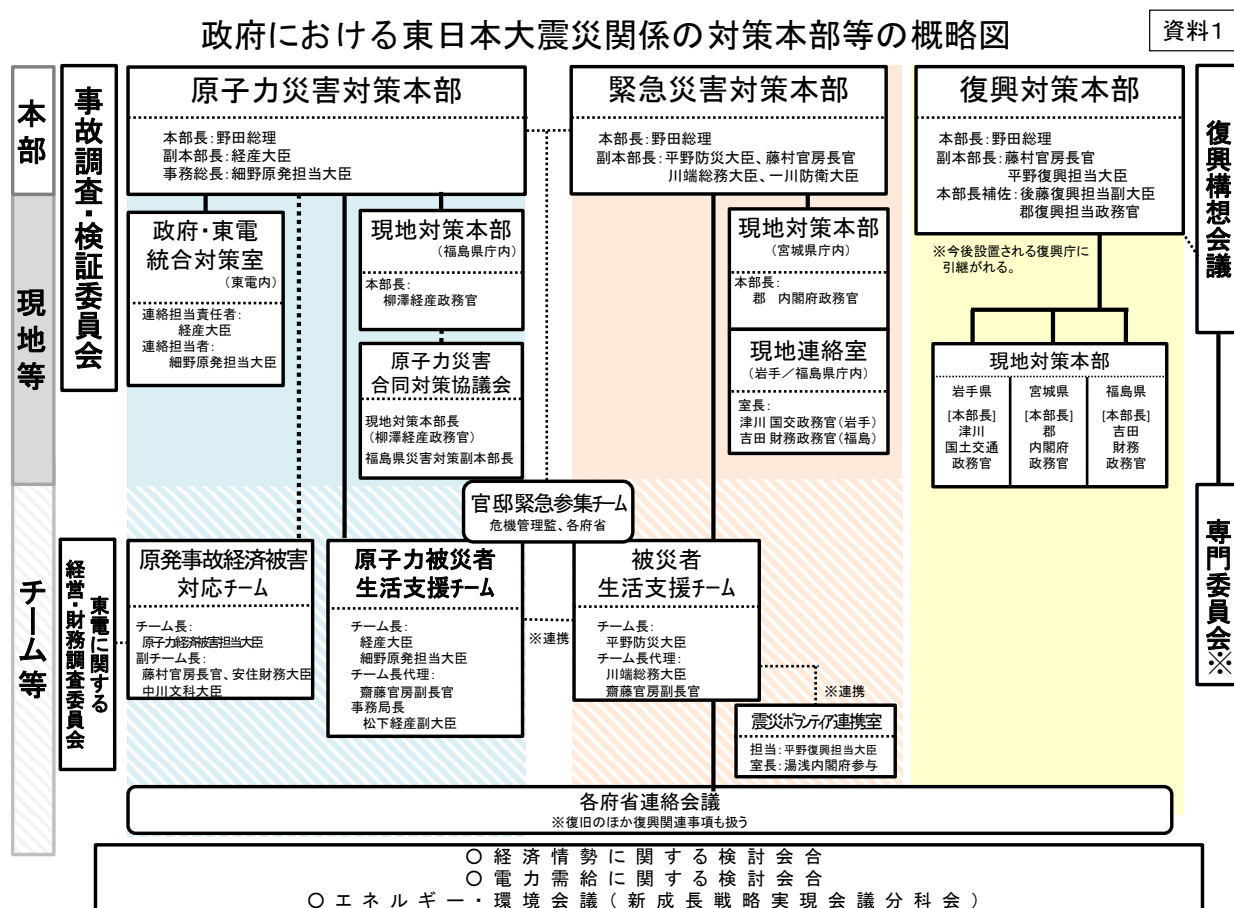 政府における東日本大震災関係の対策本部等の概略図
資料1
本部
現地等
チーム等
事故調査・検証委員会
東電に関する
経営・財務調査委員会
原子力災害対策本部
本部長:野田総理
副本部長:経産大臣
事務総長:細野原発担当大臣
政府・東電
統合対策室
(東電内)
連絡担当責任者:
経産大臣
連絡担当者:
細野原発担当大臣
現地対策本部
(福島県庁内)
本部長:
柳澤経産政務官
原子力災害
合同対策協議会
現地対策本部長
(柳澤経産政務官)
福島県災害対策副本部長
緊急災害対策本部
本部長:野田総理
副本部長:平野防災大臣、藤村官房長官
川端総務大臣、一川防衛大臣
現地対策本部
(宮城県庁内)
本部長:
郡 内閣府政務官
現地連絡室
(岩手/福島県庁内)
室長:
津川 国交政務官(岩手)
吉田 財務政務官(福島)
復興対策本部
本部長:野田総理
副本部長:藤村官房長官
平野復興担当大臣
本部長補佐:後藤復興担当副大臣
郡復興担当政務官
※今後設置される復興庁に
引継がれる。
現地対策本部
岩手県
[本部長]
津川
国土交通
政務官
宮城県
[本部長]
郡
内閣府
政務官
福島県
[本部長]
吉田
財務
政務官
復興構想会議
専門委員会※
官邸緊急参集チーム
危機管理監、各府省
原発事故経済被害
対応チーム
チーム長:
原子力経済被害担当大臣
副チーム長:
藤村官房長官、安住財務大臣
中川文科大臣
原子力被災者
生活支援チーム
チーム長:
経産大臣
細野原発担当大臣
チーム長代理:
齋藤官房副長官
事務局長
松下経産副大臣
※連携
被災者
生活支援チーム
チーム長:
平野防災大臣
チーム長代理:
川端総務大臣
齋藤官房副長官
※連携
震災ボランティア連携室
担当:平野復興担当大臣
室長:湯浅内閣府参与
各府省連絡会議
※復旧のほか復興関連事項も扱う
○経済情勢に関する検討会合
○電力需給に関する検討会合
○エネルギー・環境会議(新成長戦略実現会議分科会)